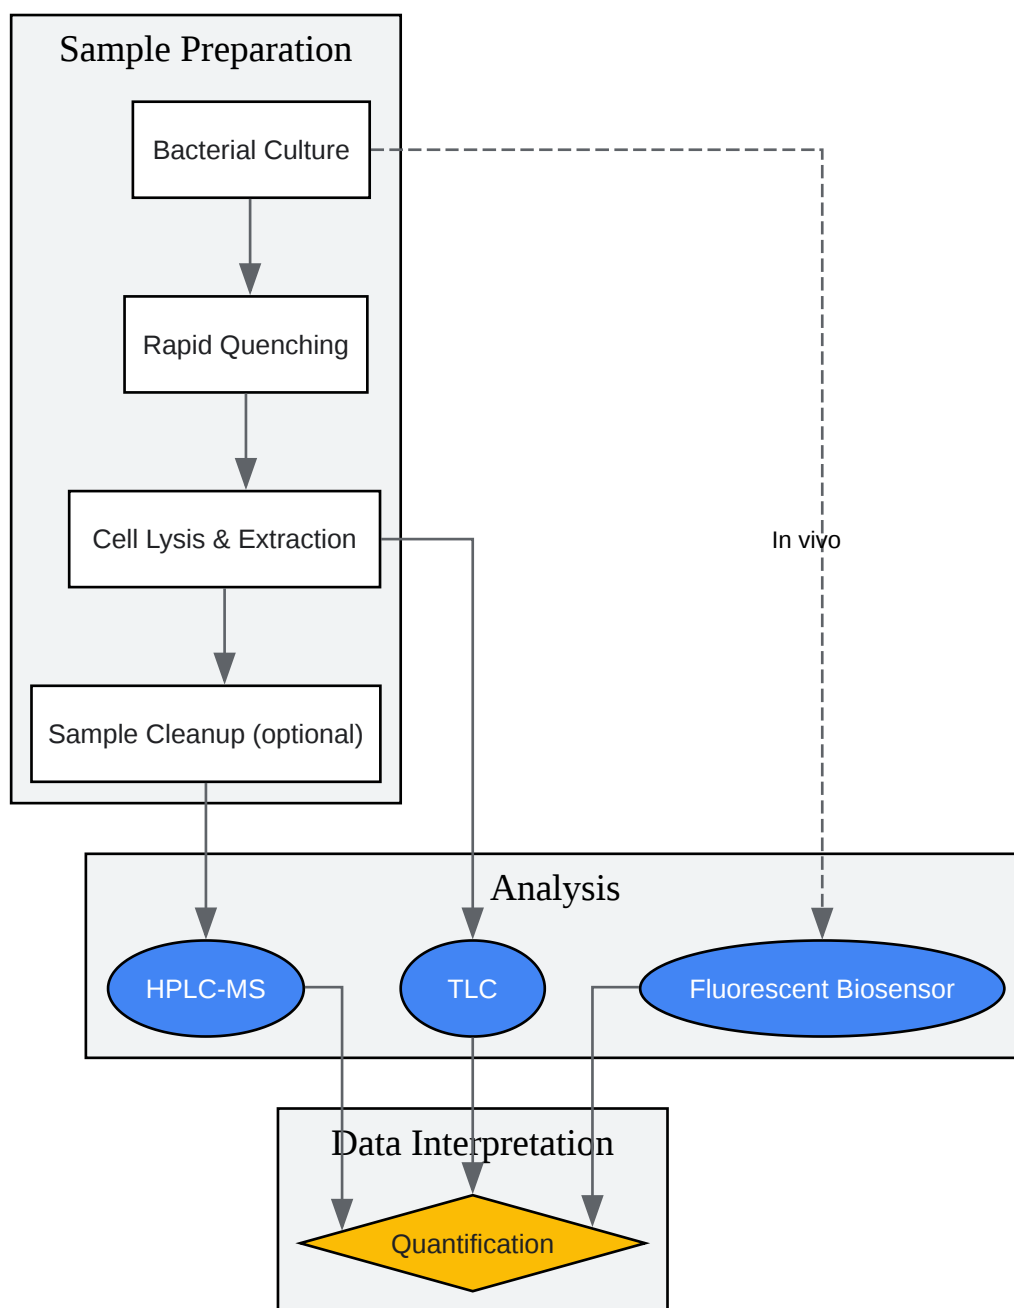 Sample Preparation
Bacterial Culture
Rapid Quenching
Cell Lysis & Extraction
In vivo
Sample Cleanup (optional)
Analysis
HPLC-MS
TLC
Fluorescent Biosensor
Data Interpretation
Quantification